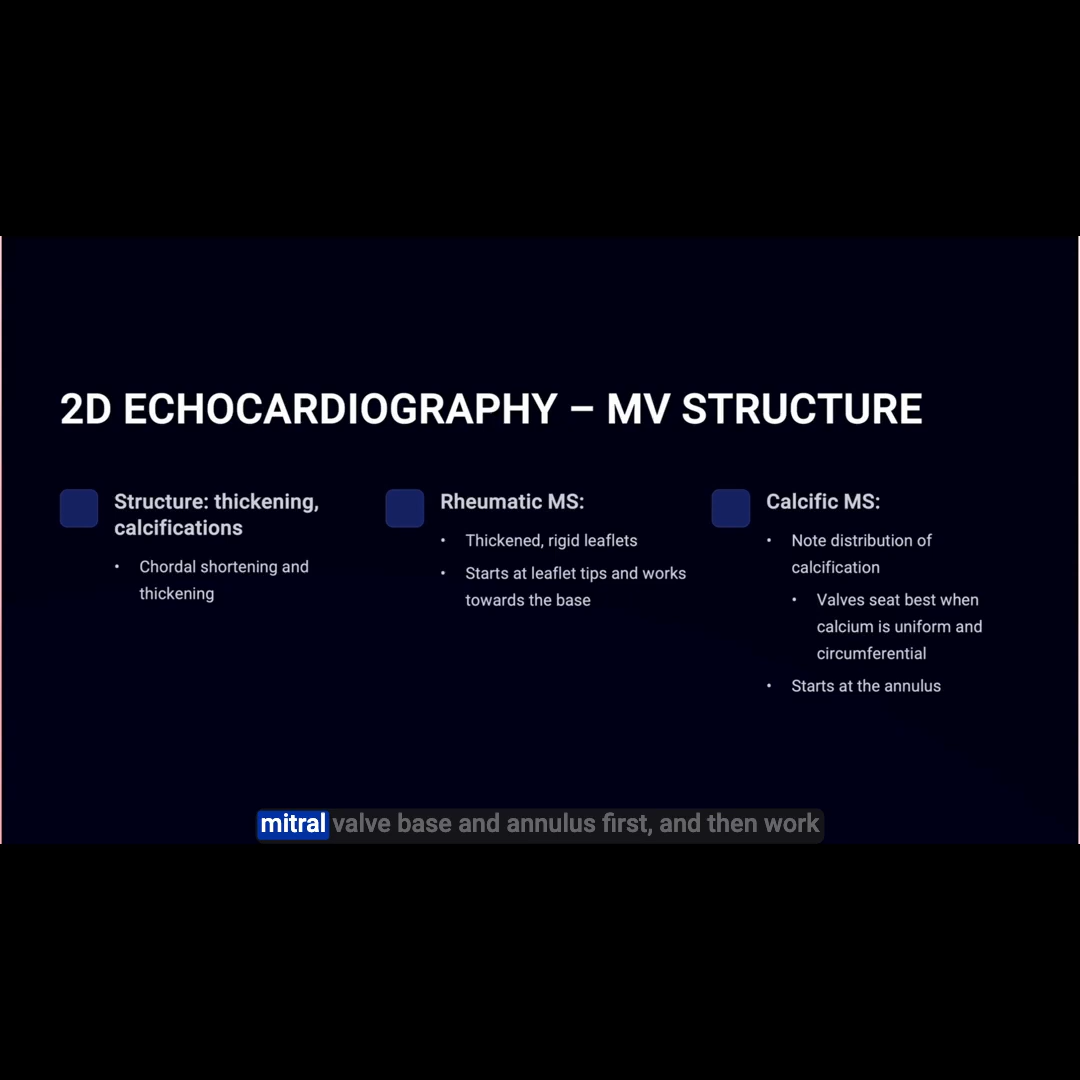 2D ECHOCARDIOGRAPHY – MV STRUCTURE
Structure: thickening,
calcifications
• Chordal shortening and
thickening
Rheumatic MS:
• Thickened, rigid leaflets
• Starts at leaflet tips and works
towards the base
Calcific MS:
• Note distribution of
calcification
• Valves seat best when
calcium is uniform and
circumferential
• Starts at the annulus
mitral valve base and annulus first, and then work